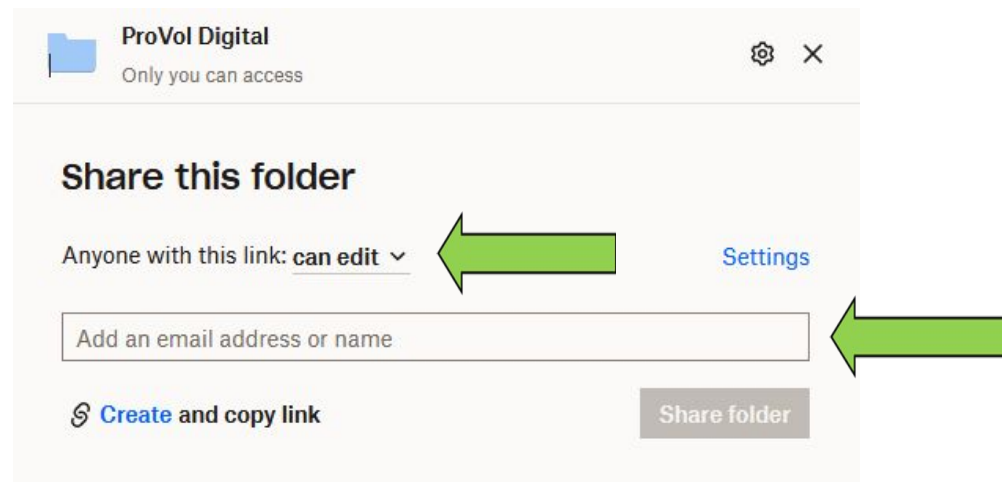 ProVol Digital
Only you can access
Share this folder
Anyone with this link: can edit
Settings
Add an email address or name
Create and copy link
Share folder